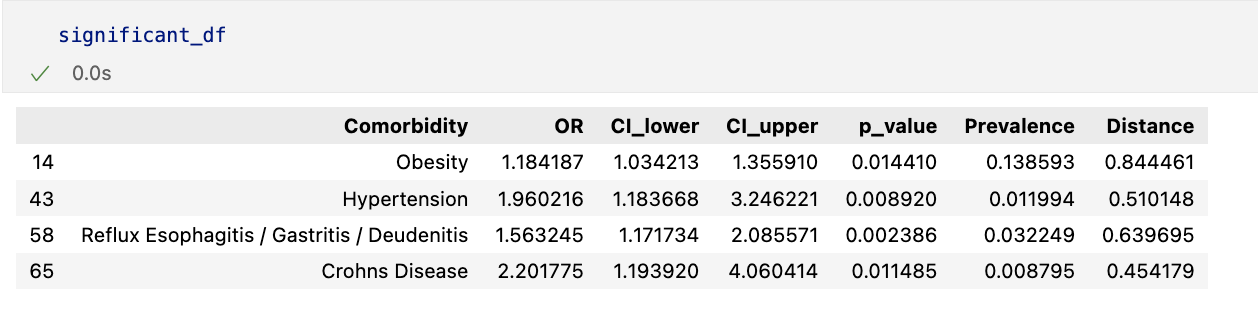 significant_df
0.0s
Comorbidity OR CI_lower CI_upper p_value Prevalence Distance
14 Obesity 1.184187 1.034213 1.355910 0.014410 0.138593 0.844461
43 Hypertension 1.960216 1.183668 3.246221 0.008920 0.011994 0.510148
58 Reflux Esophagitis / Gastritis / Deudenitis 1.563245 1.171734 2.085571 0.002386 0.032249 0.639695
65 Crohns Disease 2.201775 1.193920 4.060414 0.011485 0.008795 0.454179